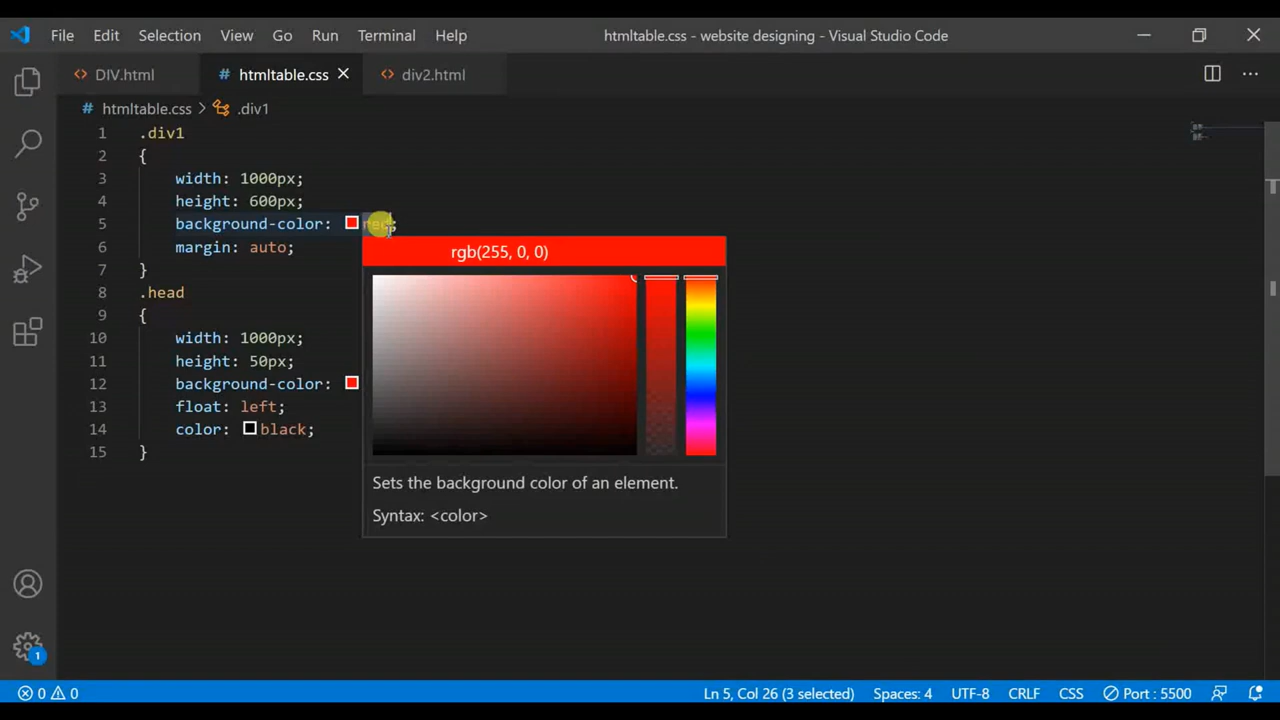 File Edit Selection View Go Run Terminal Help htmltable.css - website designing - Visual Studio Code
DIV.html # htmltable.css div2.html
# htmltable.css > .div1
1 .div1
2 {
3 width: 1000px;
4 height: 600px;
5 background-color: red;
6 margin: auto;
7 }
8 .head
9 {
10 width: 1000px;
11 height: 50px;
12 background-color:
13 float: left;
14 color: black;
15 }
rgb(255, 0, 0)
Sets the background color of an element.
Syntax: <color>
1
0 0 Ln 5, Col 26 (3 selected) Spaces: 4 UTF-8 CRLF CSS Port : 5500